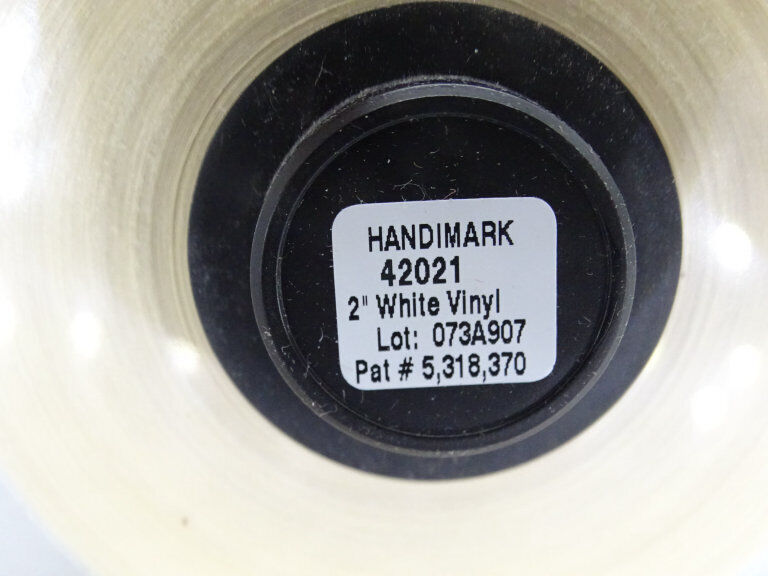 HANDIMARK
42021
2" White Vinyl
Lot: 073A907
Pat # 5,318,370